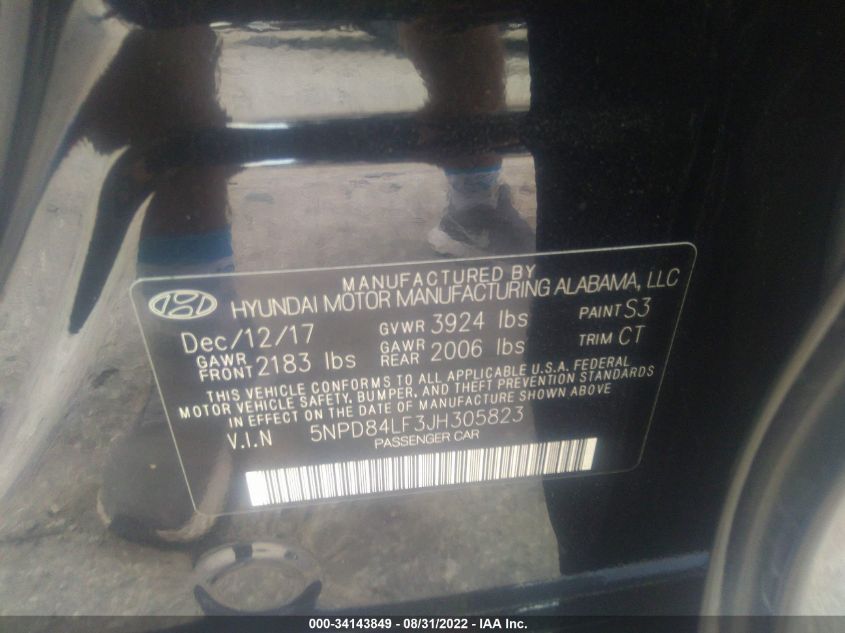 MANUFACTURED BY
HYUNDAI MOTOR MANUFACTURING ALABAMA, LLC
Dec/12/17 GVWR 3924 lbs PAINT S3
GAWR FRONT 2183 lbs GAWR REAR 2006 lbs TRIM CT
THIS VEHICLE CONFORMS TO ALL APPLICABLE U.S.A. FEDERAL
MOTOR VEHICLE SAFETY, BUMPER, AND THEFT PREVENTION STANDARDS
IN EFFECT ON THE DATE OF MANUFACTURE SHOWN ABOVE
V.I.N 5NPD84LF3JH305823
PASSENGER CAR
000-34143849 - 08/31/2022 - IAA Inc.